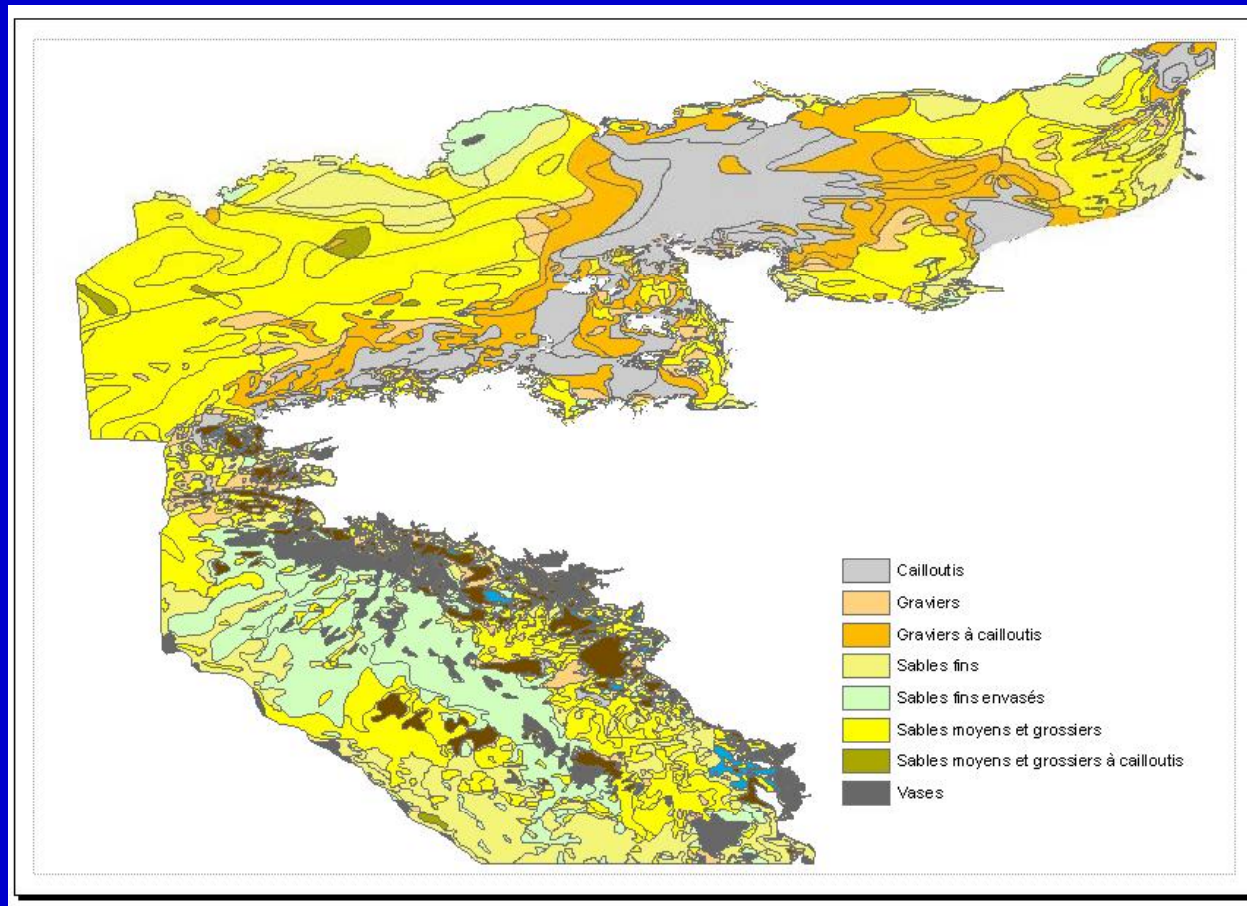 Cailloutis
Graviers
Graviers à cailloutis
Sables fins
Sables fins envasés
Sables moyens et grossiers
Sables moyens et grossiers à cailloutis
Vases